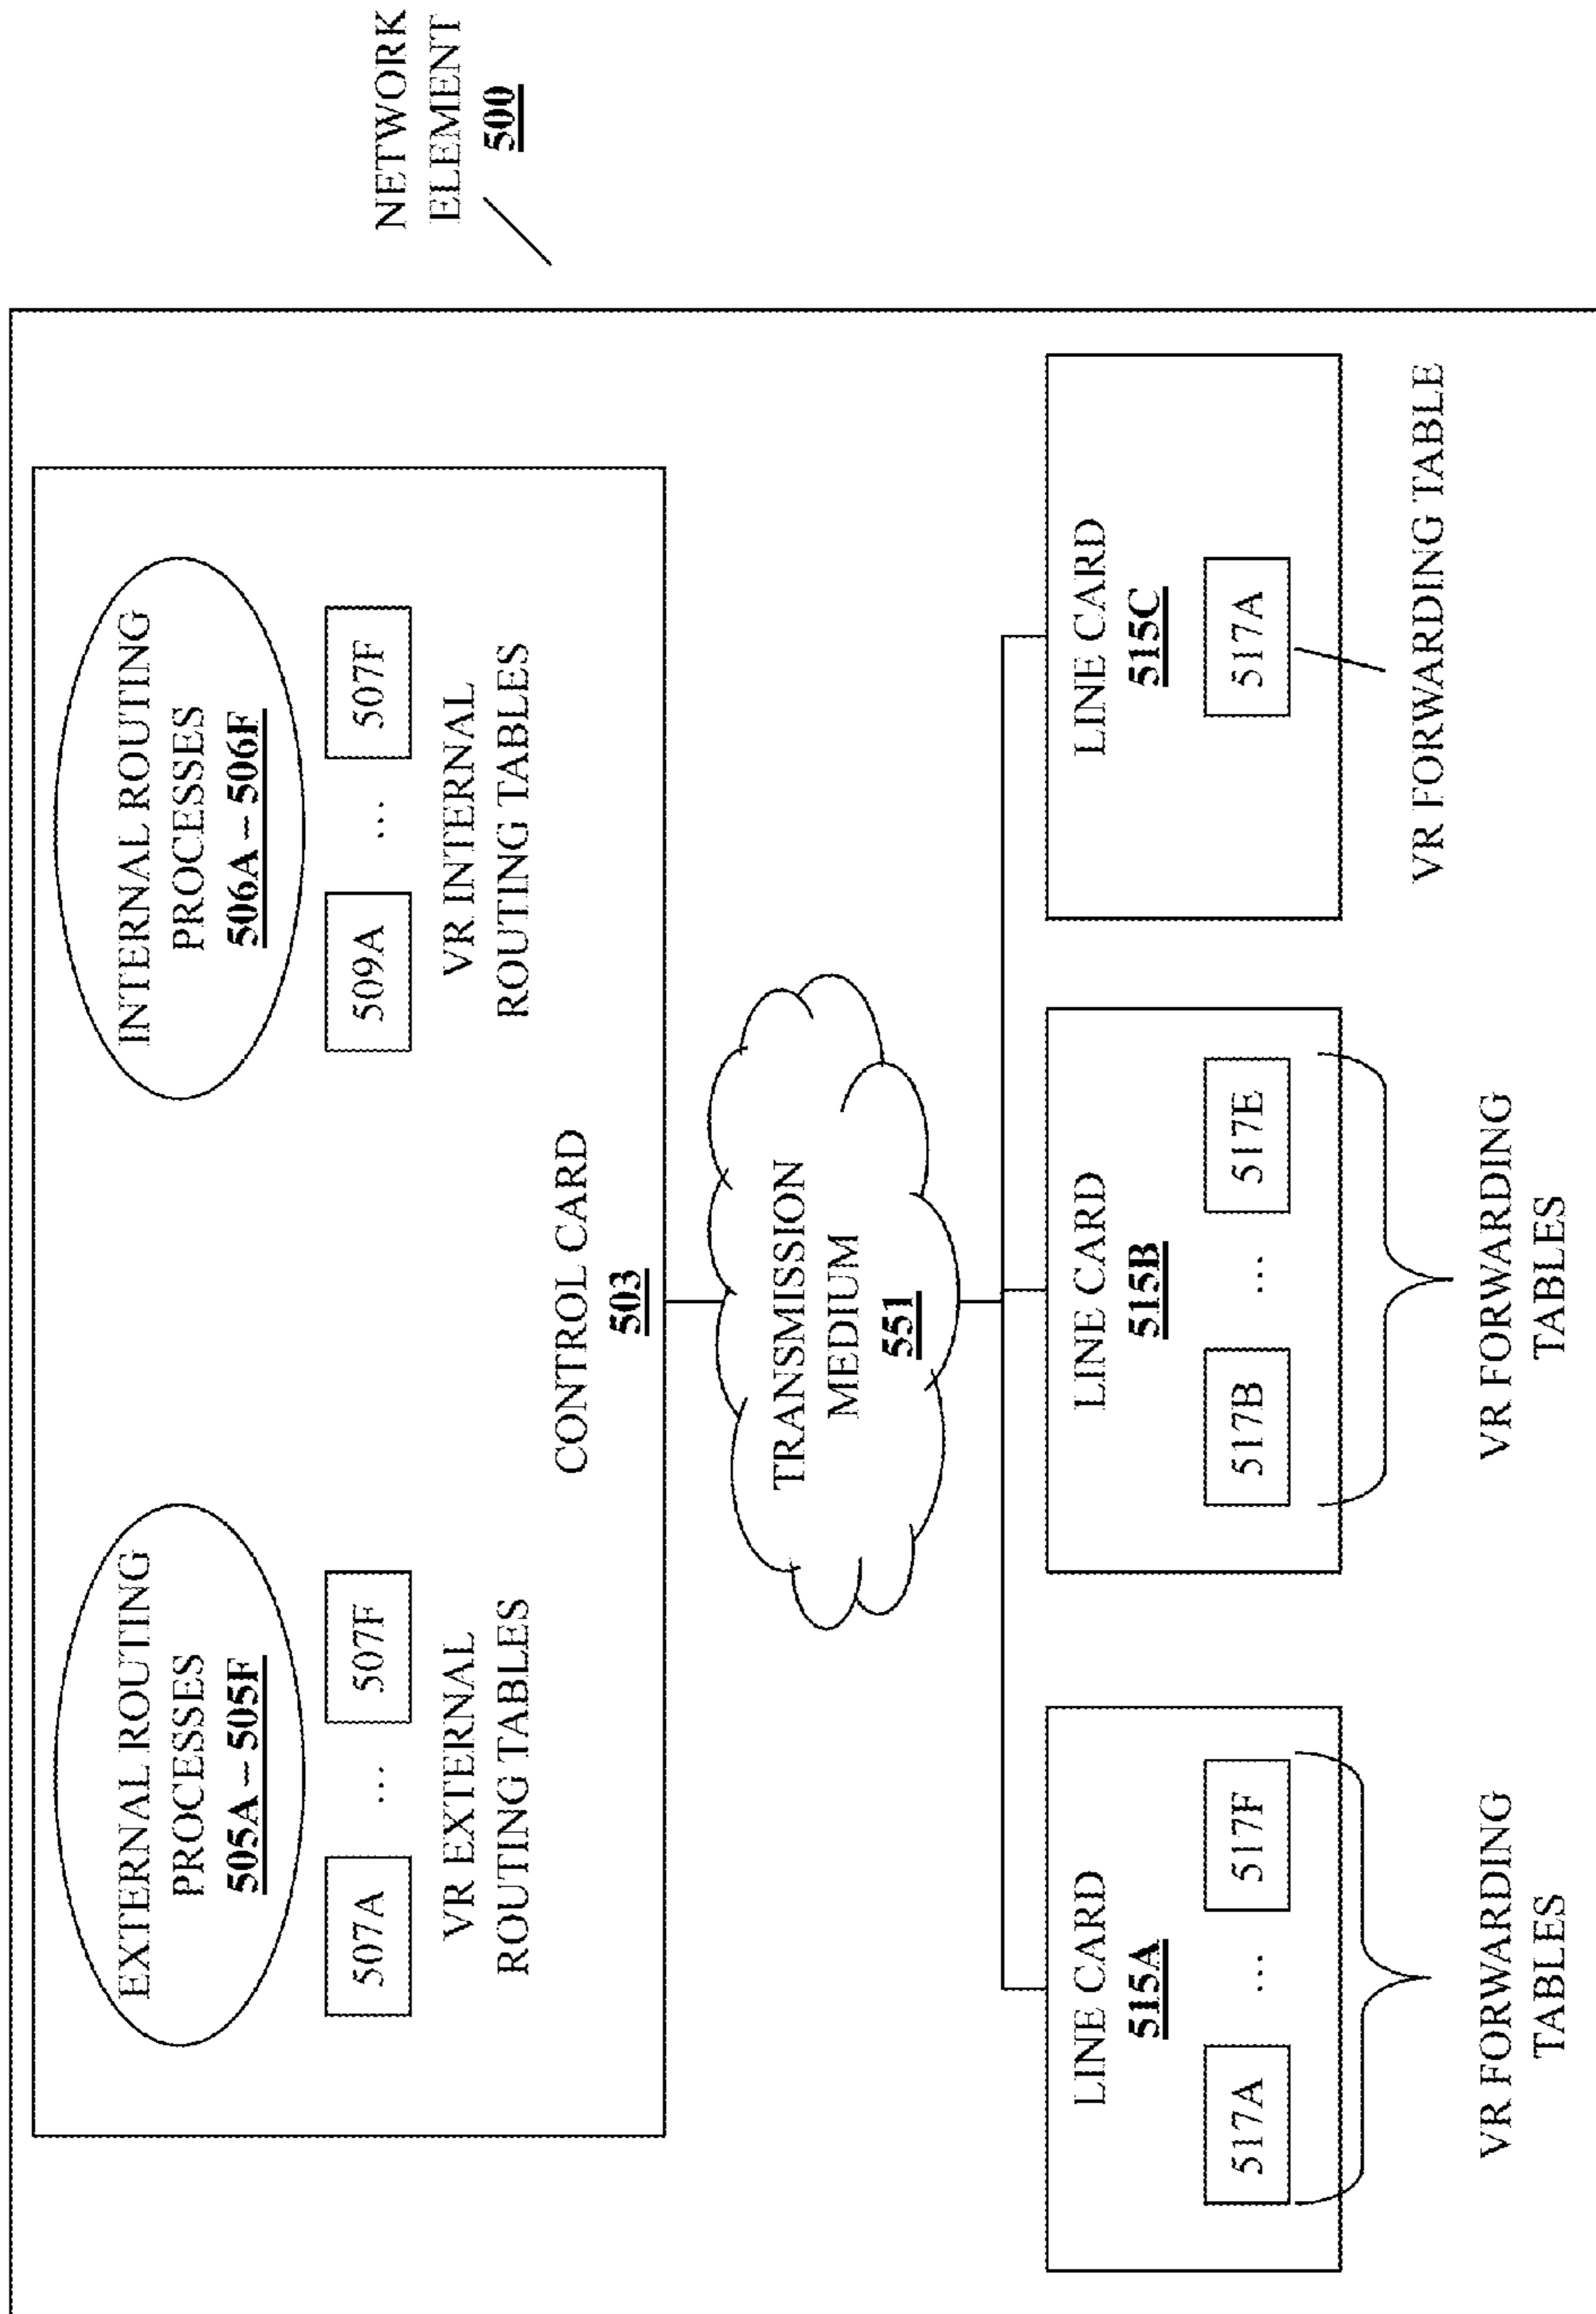 NETWORK
ELEMENT
500
EXTERNAL ROUTING
PROCESSES
505A – 505F
507A
...
507F
VR EXTERNAL
ROUTING TABLES
INTERNAL ROUTING
PROCESSES
506A – 506F
509A
...
507F
VR INTERNAL
ROUTING TABLES
CONTROL CARD
503
TRANSMISSION
MEDIUM
551
LINE CARD
515A
517A
...
517F
VR FORWARDING
TABLES
LINE CARD
515B
517B
...
517E
VR FORWARDING
TABLES
LINE CARD
515C
517A
VR FORWARDING TABLE